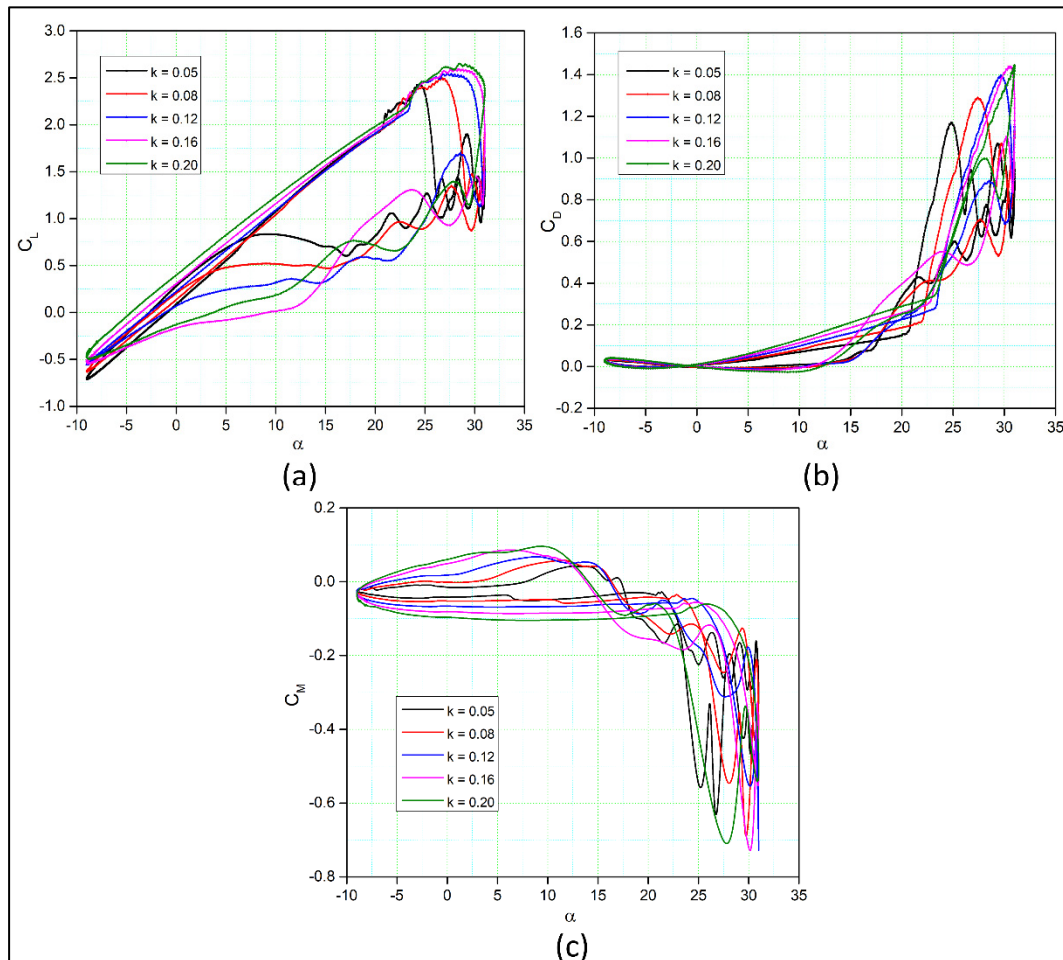 3.0
2.5
2.0
1.5
1.0
0.5
0.0
-0.5
-1.0
C_L
k = 0.05
k = 0.08
k = 0.12
k = 0.16
k = 0.20
-10 -5 0 5 10 15 20 25 30 35
α
(a)
1.6
1.4
1.2
1.0
0.8
0.6
0.4
0.2
0.0
-0.2
C_D
k = 0.05
k = 0.08
k = 0.12
k = 0.16
k = 0.20
-10 -5 0 5 10 15 20 25 30 35
α
(b)
0.2
0.0
-0.2
-0.4
-0.6
-0.8
C_M
k = 0.05
k = 0.08
k = 0.12
k = 0.16
k = 0.20
-10 -5 0 5 10 15 20 25 30 35
α
(c)